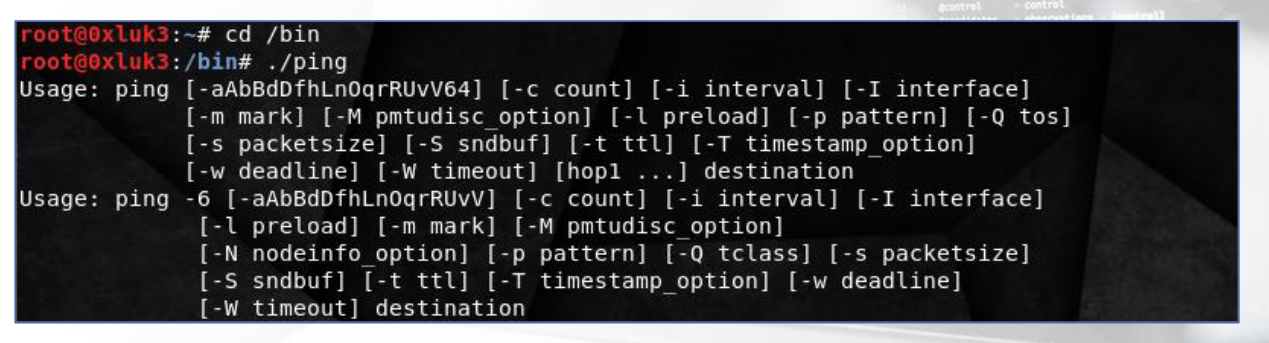 @control = control
root@0xluk3:~# cd /bin
root@0xluk3:/bin# ./ping
Usage: ping [-aAbBdDfhLnOqrRUvV64] [-c count] [-i interval] [-I interface]
[-m mark] [-M pmtudisc_option] [-l preload] [-p pattern] [-Q tos]
[-s packetsize] [-S sndbuf] [-t ttl] [-T timestamp_option]
[-w deadline] [-W timeout] [hop1 ...] destination
Usage: ping -6 [-aAbBdDfhLnOqrRUvV] [-c count] [-i interval] [-I interface]
[-l preload] [-m mark] [-M pmtudisc_option]
[-N nodeinfo_option] [-p pattern] [-Q tclass] [-s packetsize]
[-S sndbuf] [-t ttl] [-T timestamp_option] [-w deadline]
[-W timeout] destination